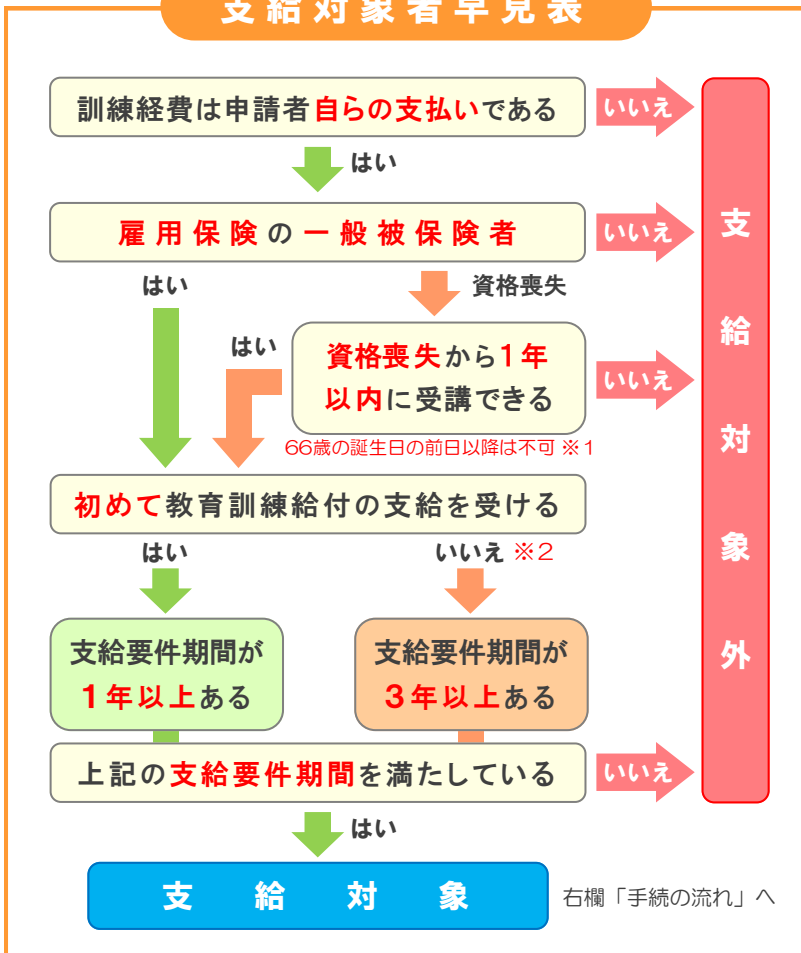 支給対象者早見表
訓練経費は申請者自らの支払いである
いいえ
はい
雇用保険の一般被保険者
いいえ
はい
資格喪失
はい
資格喪失から1年
以内に受講できる
いいえ
66歳の誕生日の前日以降は不可 ※1
初めて教育訓練給付の支給を受ける
はい
いいえ ※2
支給要件期間が
1年以上ある
支給要件期間が
3年以上ある
上記の支給要件期間を満たしている
いいえ
はい
支給対象
右欄「手続の流れ」へ
支給対象外